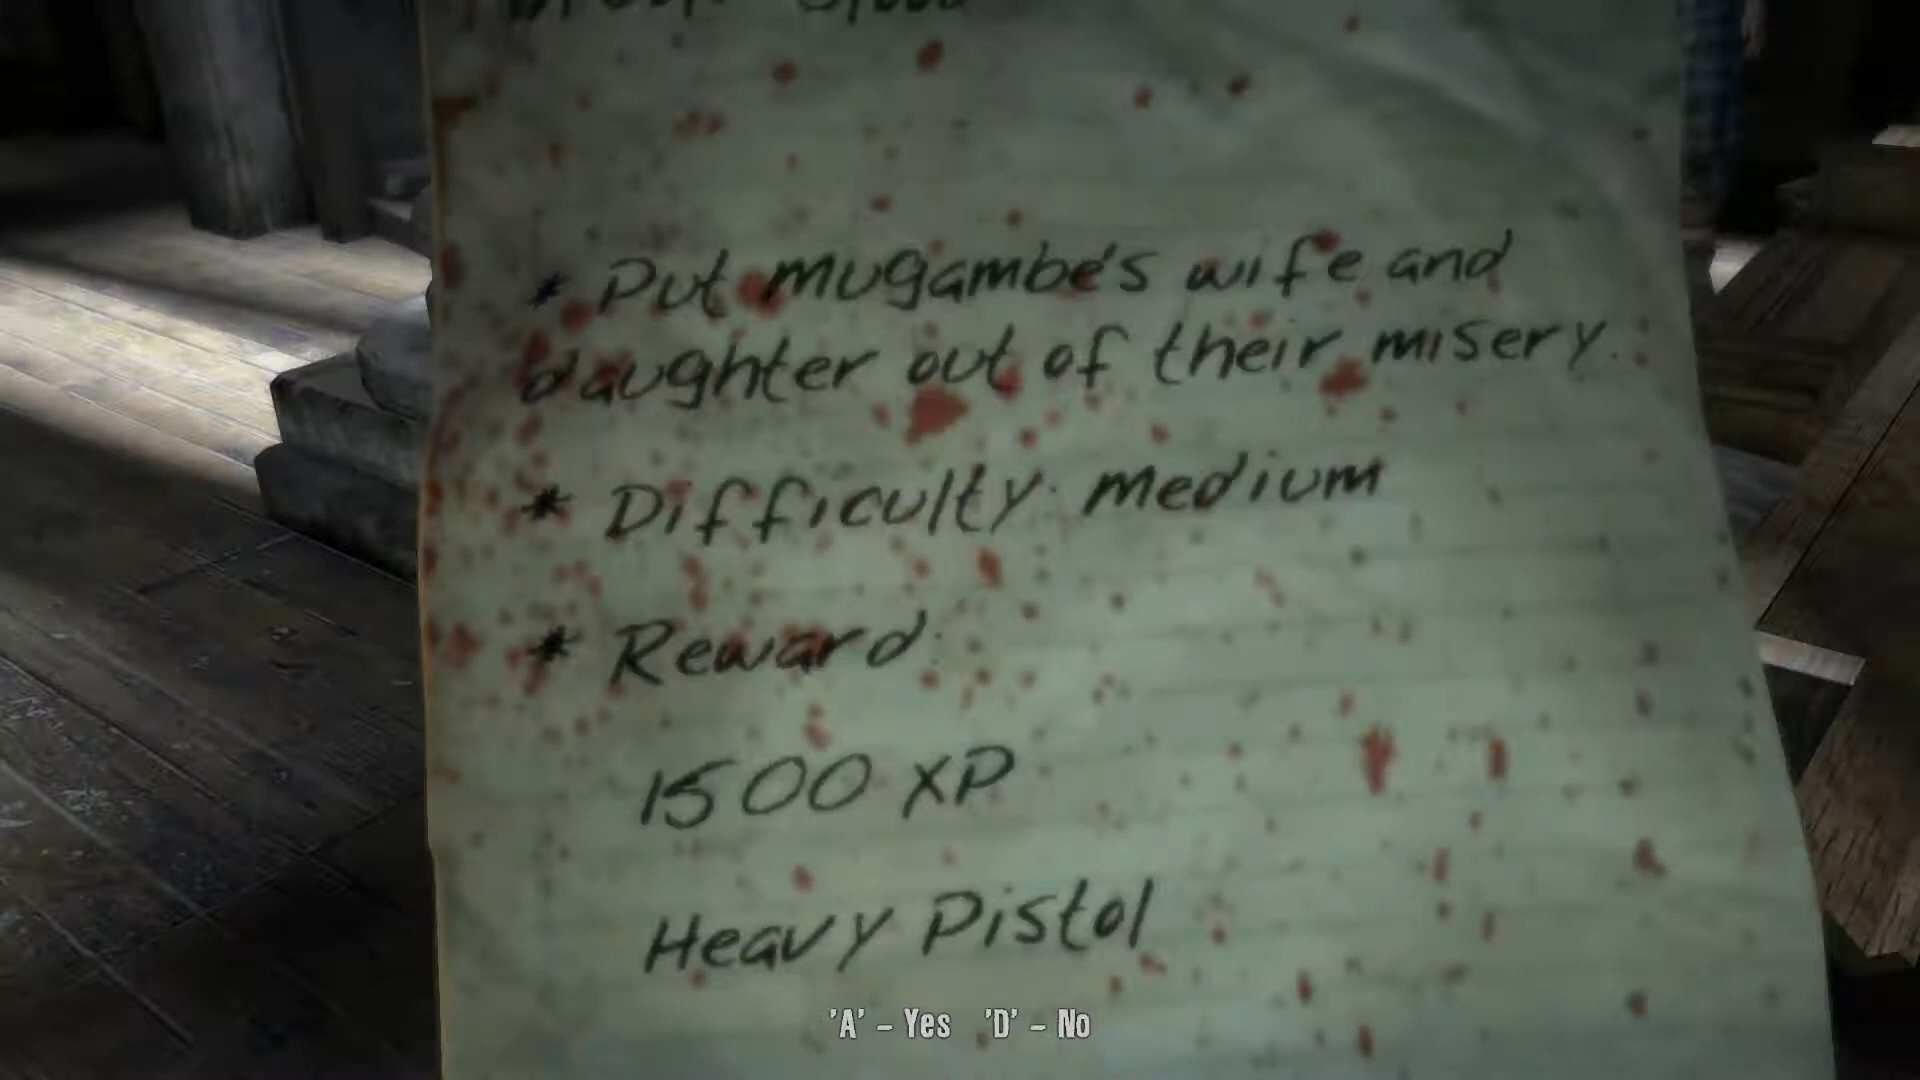 * Put Mugambe's wife and
daughter out of their misery.
* Difficulty: medium
* Reward:
1500 XP
Heavy Pistol
'A' – Yes 'D' – No